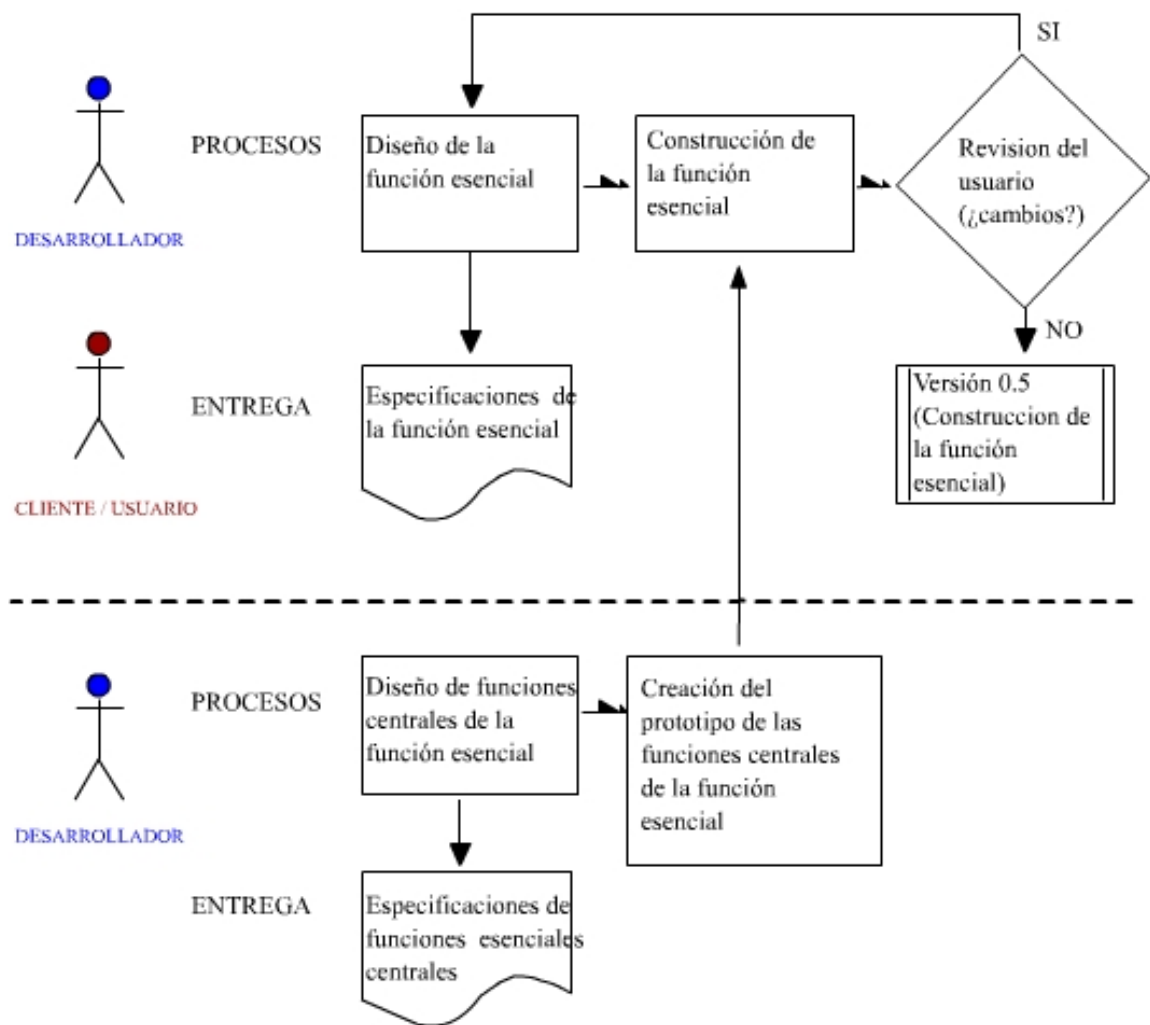 SI
PROCESOS
Diseño de la
función esencial
Construcción de
la función
esencial
Revision del
usuario
(¿cambios?)
DESARROLLADOR
NO
ENTREGA
Especificaciones de
la función esencial
Versión 0.5
(Construccion de
la función
esencial)
CLIENTE / USUARIO
PROCESOS
Diseño de funciones
centrales de la
función esencial
Creación del
prototipo de las
funciones centrales
de la función
esencial
DESARROLLADOR
ENTREGA
Especificaciones de
funciones esenciales
centrales